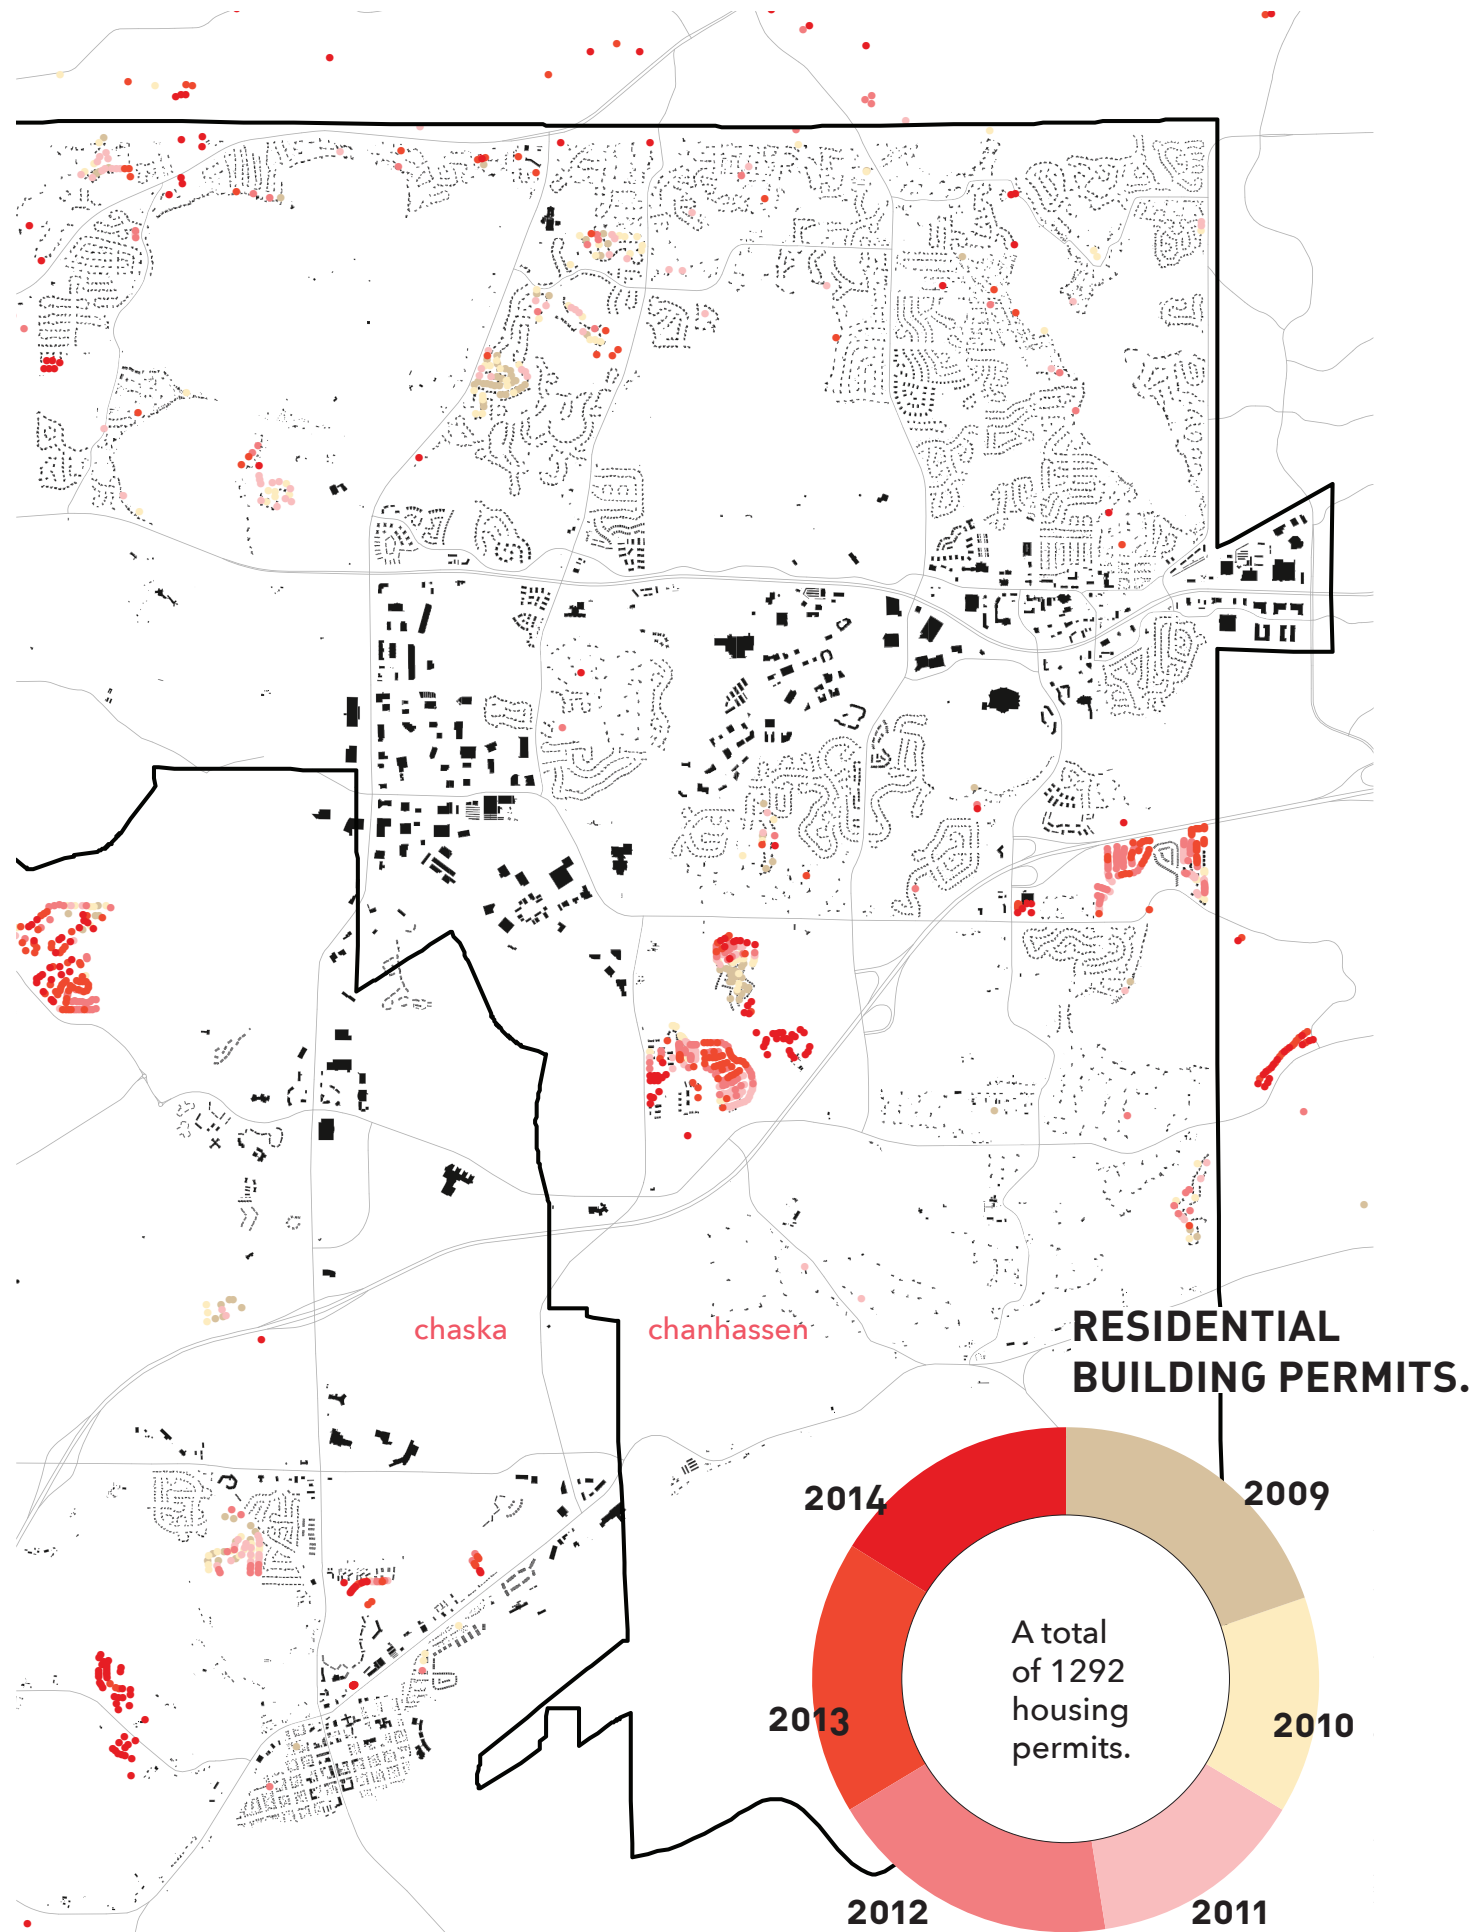 chaska
chanhassen
RESIDENTIAL
BUILDING PERMITS.
2014
2009
A total
of 1292
housing
permits.
2013
2010
2012
2011